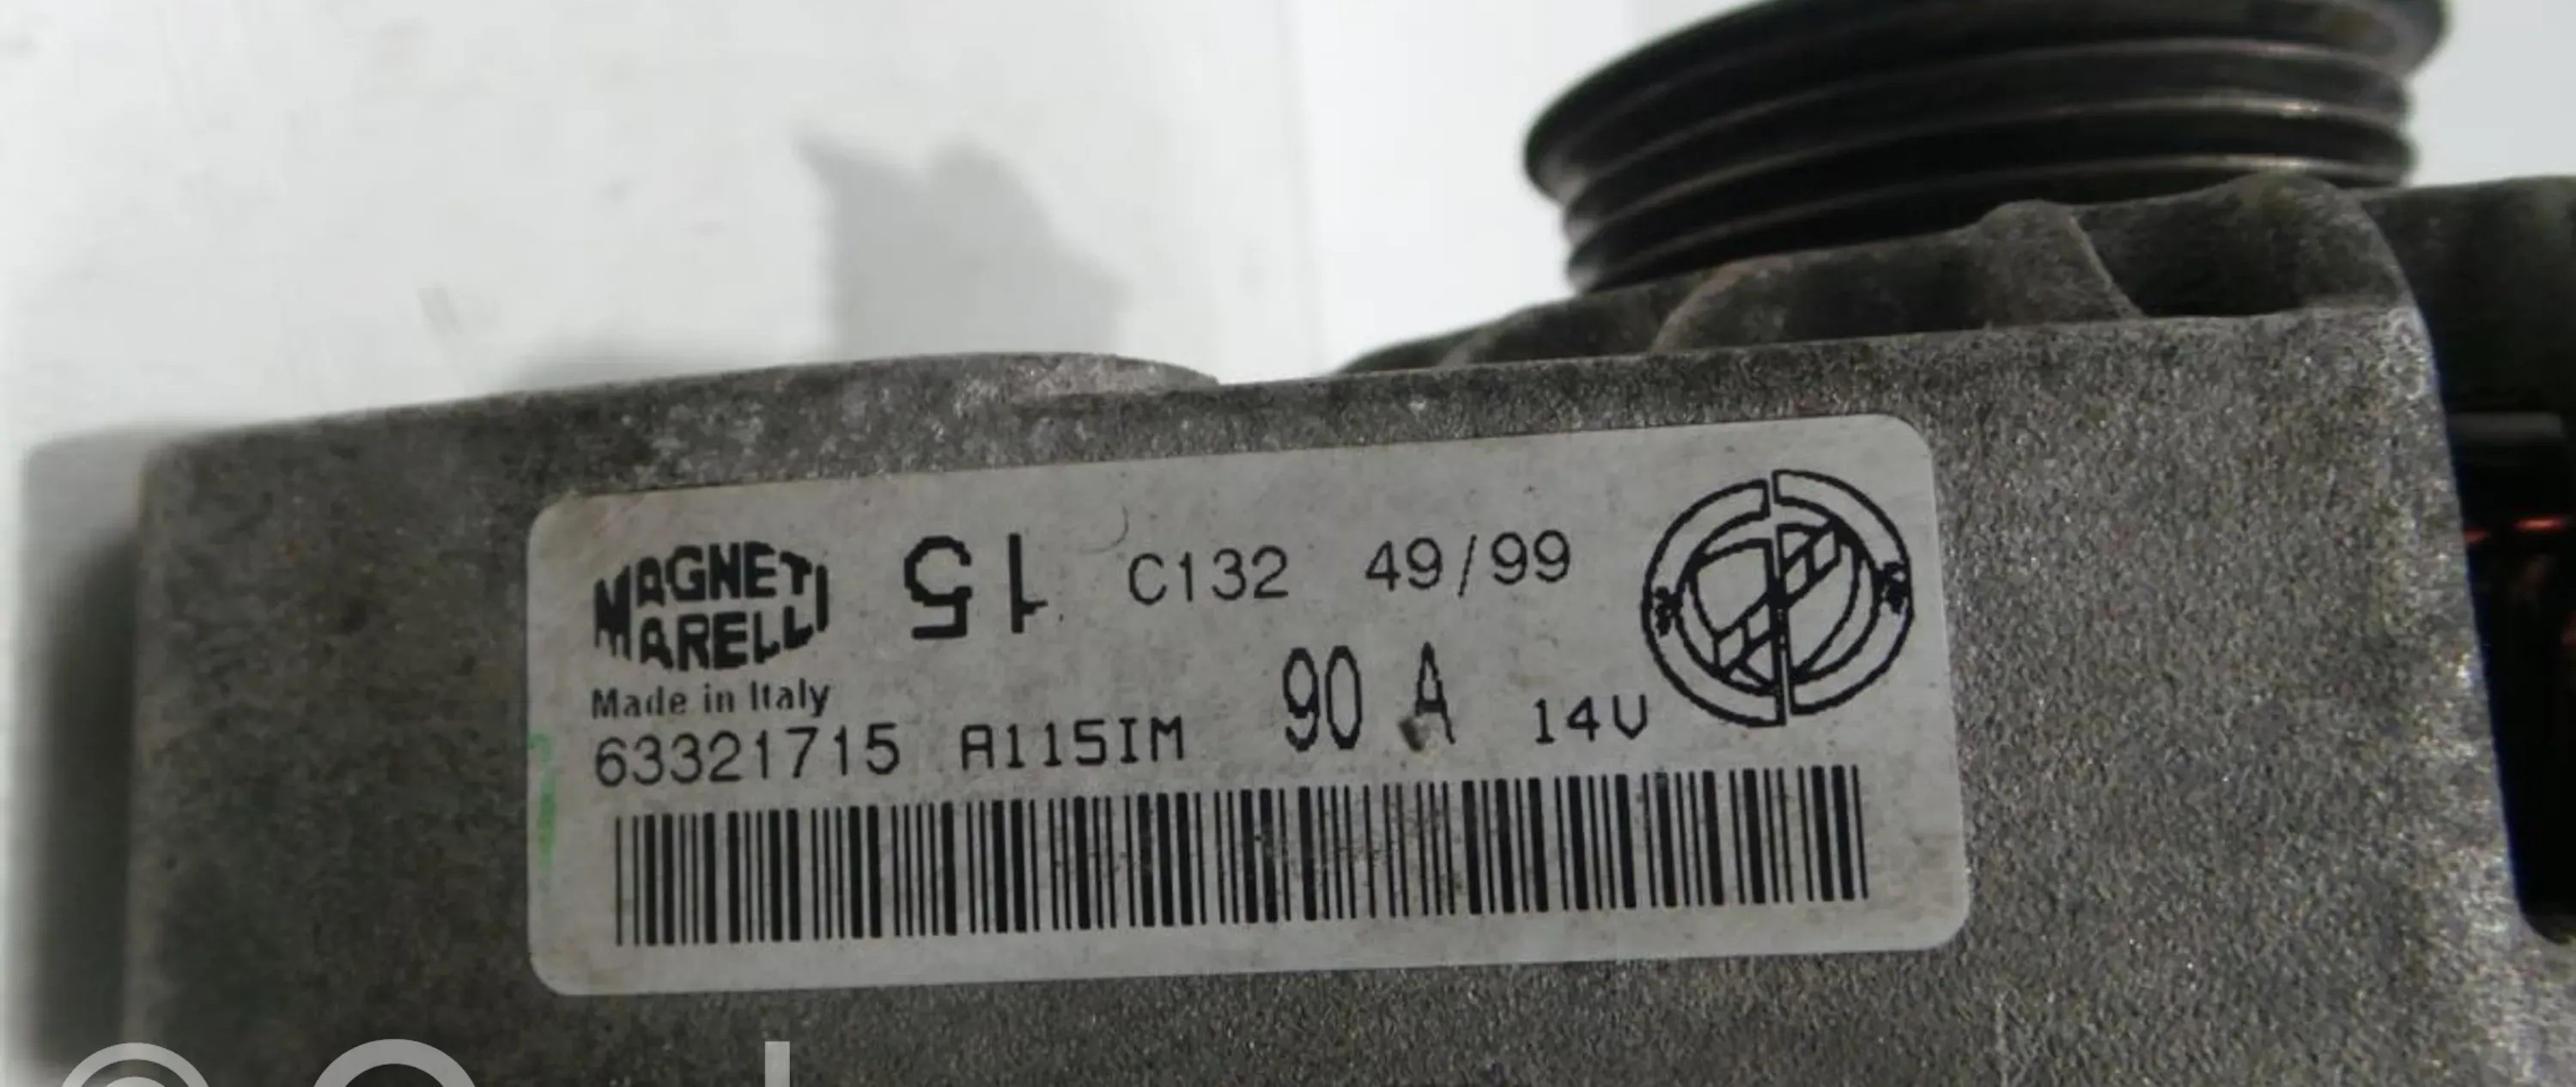 MAGNETI MARELLI 15 C132 49/99
Made in Italy
63321715 A115IM 90 A 14V